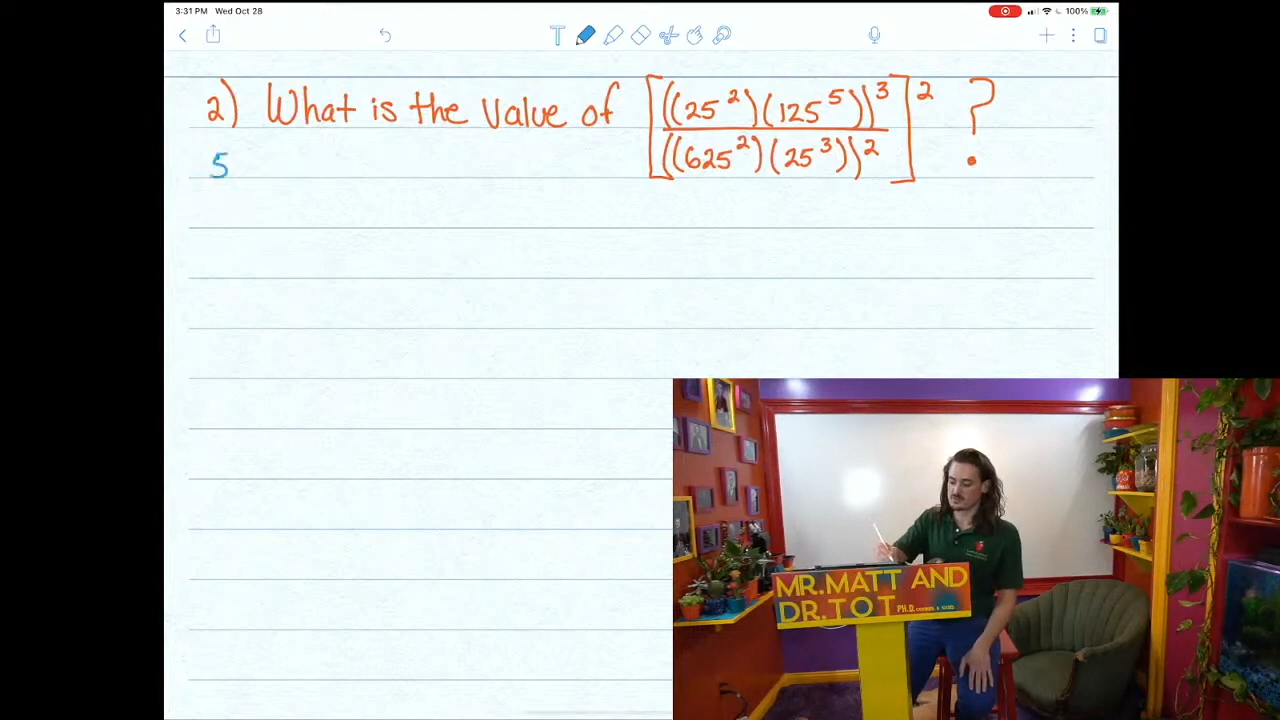 3:31 PM Wed Oct 28
100%
T
2) What is the value of [((25²)(125⁵))³ / ((625²)(25³))²]² ?
5
MR. MATT AND
DR. TOT PH.D.